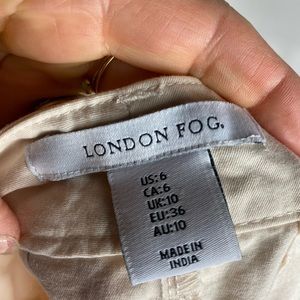 LONDON FOG.
US:6
CA:6
UK:10
EU:36
AU:10
MADE IN
INDIA